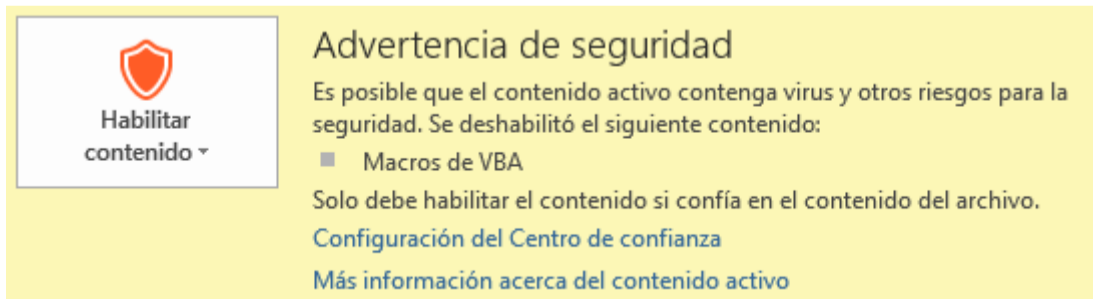 Habilitar
contenido
Advertencia de seguridad
Es posible que el contenido activo contenga virus y otros riesgos para la
seguridad. Se deshabilitó el siguiente contenido:
Macros de VBA
Solo debe habilitar el contenido si confía en el contenido del archivo.
Configuración del Centro de confianza
Más información acerca del contenido activo